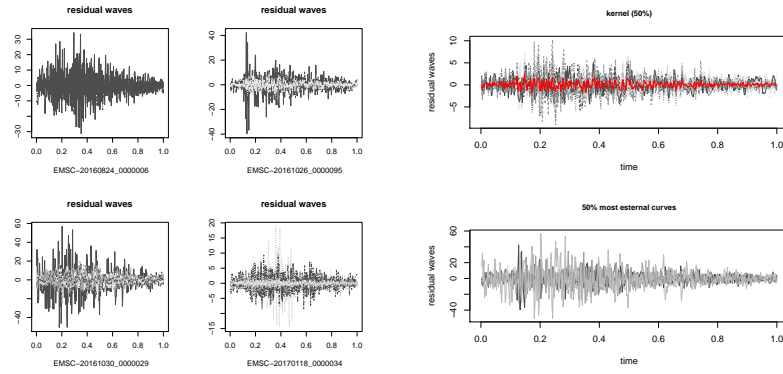 residual waves
30
20
10
0
−10
−30
0.0 0.2 0.4 0.6 0.8 1.0
EMSC−20160824_0000006
residual waves
40
20
0
−20
−40
0.0 0.2 0.4 0.6 0.8 1.0
EMSC−20161026_0000095
residual waves
60
40
20
0
−40
0.0 0.2 0.4 0.6 0.8 1.0
EMSC−20161030_0000029
residual waves
20
15
10
5
0
−5
−15
0.0 0.2 0.4 0.6 0.8 1.0
EMSC−20170118_0000034
kernel (50%)
residual waves
10
5
0
−5
0.0 0.2 0.4 0.6 0.8 1.0
time
50% most esternal curves
residual waves
60
20
0
−40
0.0 0.2 0.4 0.6 0.8 1.0
time